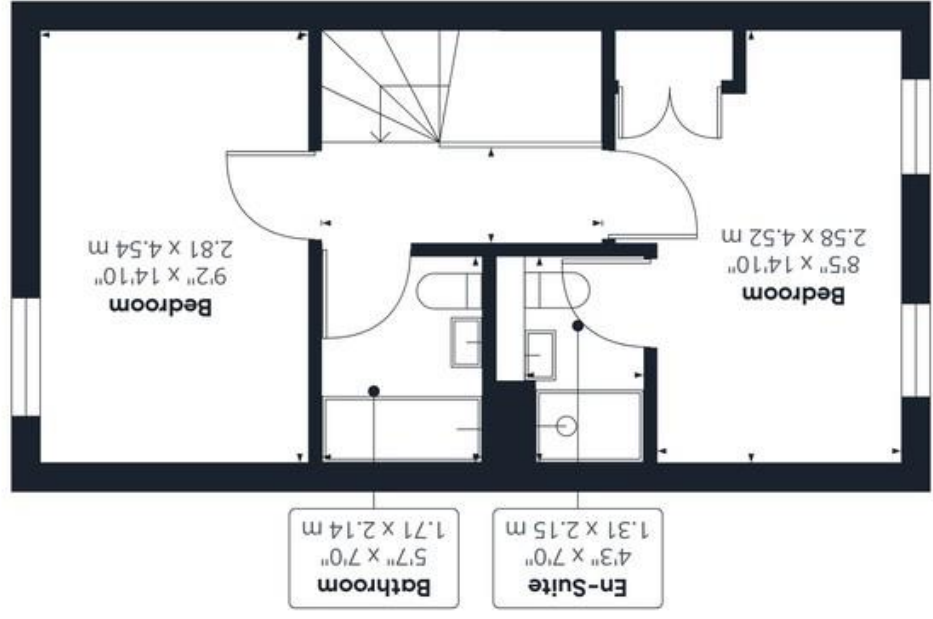 En-Suite
4'3" x 7'0"
1.31 x 2.15 m
Bathroom
5'7" x 7'0"
1.71 x 2.14 m
Bedroom
8'5" x 14'10"
2.58 x 4.52 m
Bedroom
9'2" x 14'10"
2.81 x 4.54 m